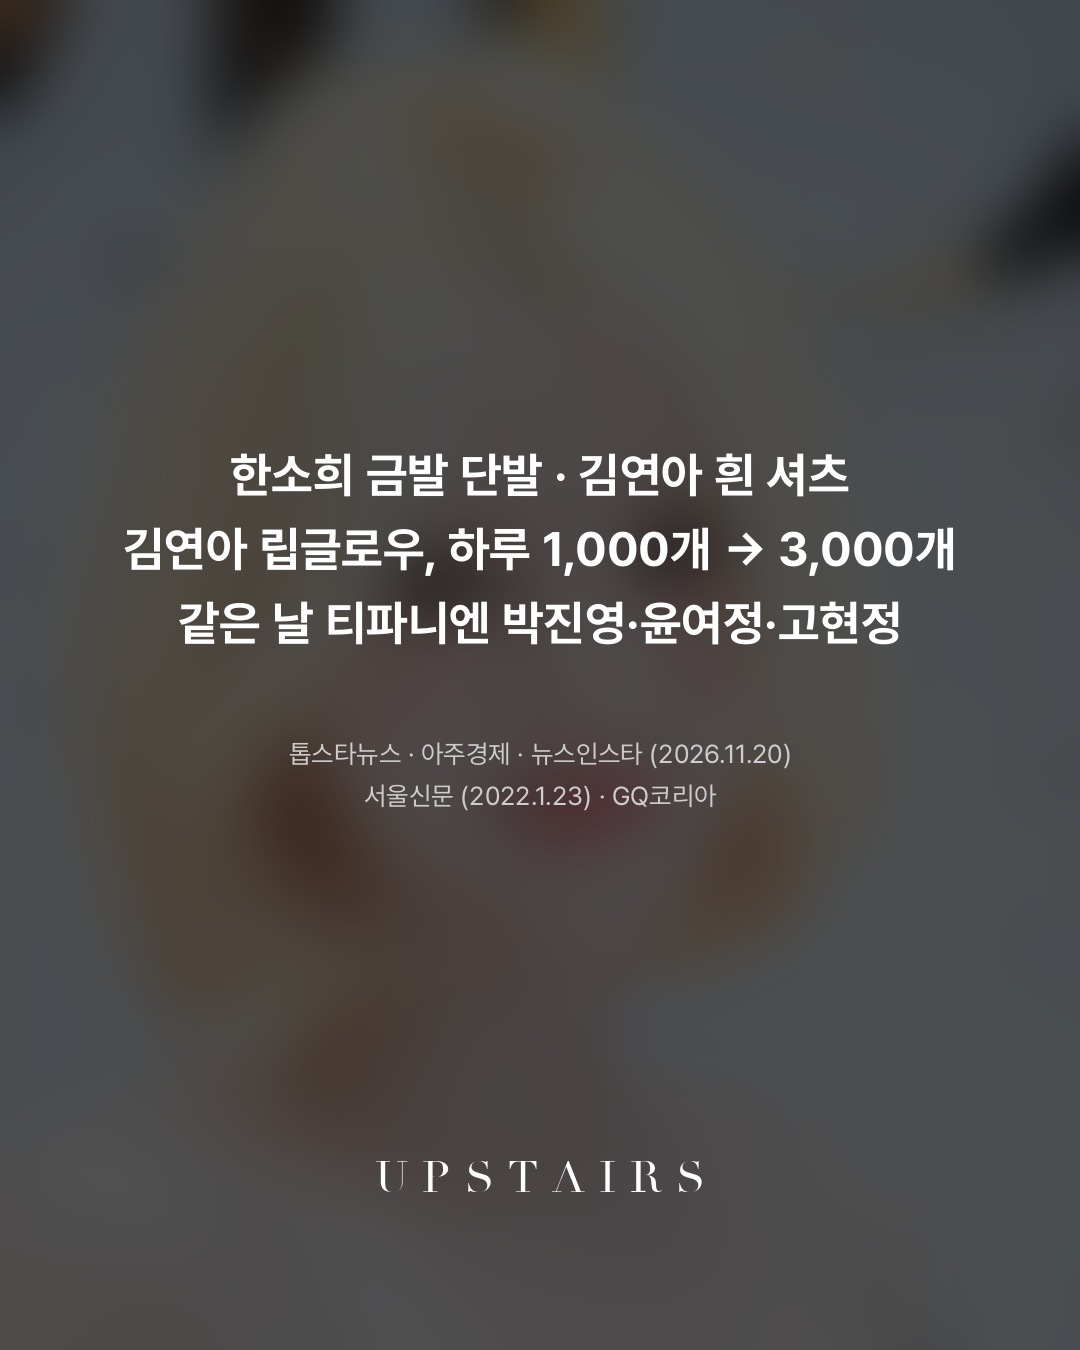 한소희 금발 단발 · 김연아 흰 셔츠
김연아 립글로우, 하루 1,000개 → 3,000개
같은 날 티파니엔 박진영·윤여정·고현정
톱스타뉴스 · 아주경제 · 뉴스인스타 (2026.11.20)
서울신문 (2022.1.23) · GQ코리아
UPSTAIRS